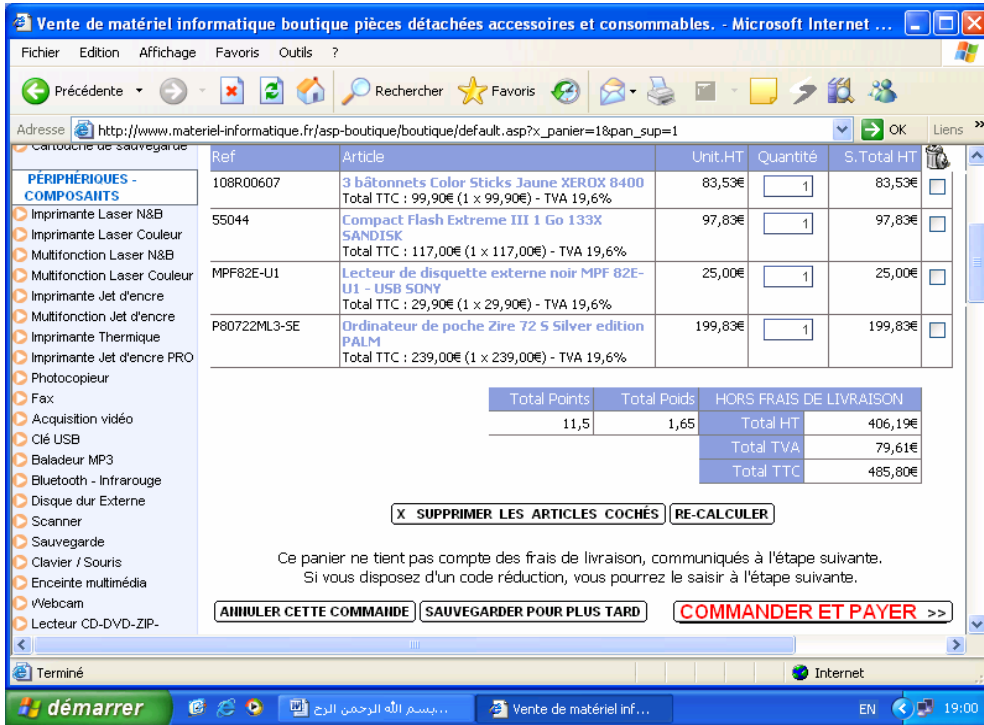 Vente de matériel informatique boutique pièces détachées accessoires et consommables. - Microsoft Internet ...
Fichier Edition Affichage Favoris Outils ?
Précédente Rechercher Favoris
Adresse http://www.materiel-informatique.fr/asp-boutique/boutique/default.asp?x_panier=1&pan_sup=1 OK Liens »
Cartouche de sauvegarde
PÉRIPHÉRIQUES -
COMPOSANTS
Imprimante Laser N&B
Imprimante Laser Couleur
Multifonction Laser N&B
Multifonction Laser Couleur
Imprimante Jet d'encre
Multifonction Jet d'encre
Imprimante Thermique
Imprimante Jet d'encre PRO
Photocopieur
Fax
Acquisition vidéo
Clé USB
Baladeur MP3
Bluetooth - Infrarouge
Disque dur Externe
Scanner
Sauvegarde
Clavier / Souris
Enceinte multimédia
Webcam
Lecteur CD-DVD-ZIP-
Ref Article Unit.HT Quantité S.Total HT
108R00607 3 bâtonnets Color Sticks Jaune XEROX 8400 83,53€ 1 83,53€
Total TTC : 99,90€ (1 x 99,90€) - TVA 19,6%
55044 Compact Flash Extreme III 1 Go 133X 97,83€ 1 97,83€
SANDISK
Total TTC : 117,00€ (1 x 117,00€) - TVA 19,6%
MPF82E-U1 Lecteur de disquette externe noir MPF 82E- 25,00€ 1 25,00€
U1 - USB SONY
Total TTC : 29,90€ (1 x 29,90€) - TVA 19,6%
P80722ML3-SE Ordinateur de poche Zire 72 S Silver edition 199,83€ 1 199,83€
PALM
Total TTC : 239,00€ (1 x 239,00€) - TVA 19,6%
Total Points Total Poids HORS FRAIS DE LIVRAISON
11,5 1,65 Total HT 406,19€
Total TVA 79,61€
Total TTC 485,80€
X SUPPRIMER LES ARTICLES COCHÉS RE-CALCULER
Ce panier ne tient pas compte des frais de livraison, communiqués à l'étape suivante.
Si vous disposez d'un code réduction, vous pourrez le saisir à l'étape suivante.
ANNULER CETTE COMMANDE SAUVEGARDER POUR PLUS TARD COMMANDER ET PAYER >>
Terminé Internet
démarrer بسم الله الرحمن الرح... Vente de matériel inf... EN 19:00